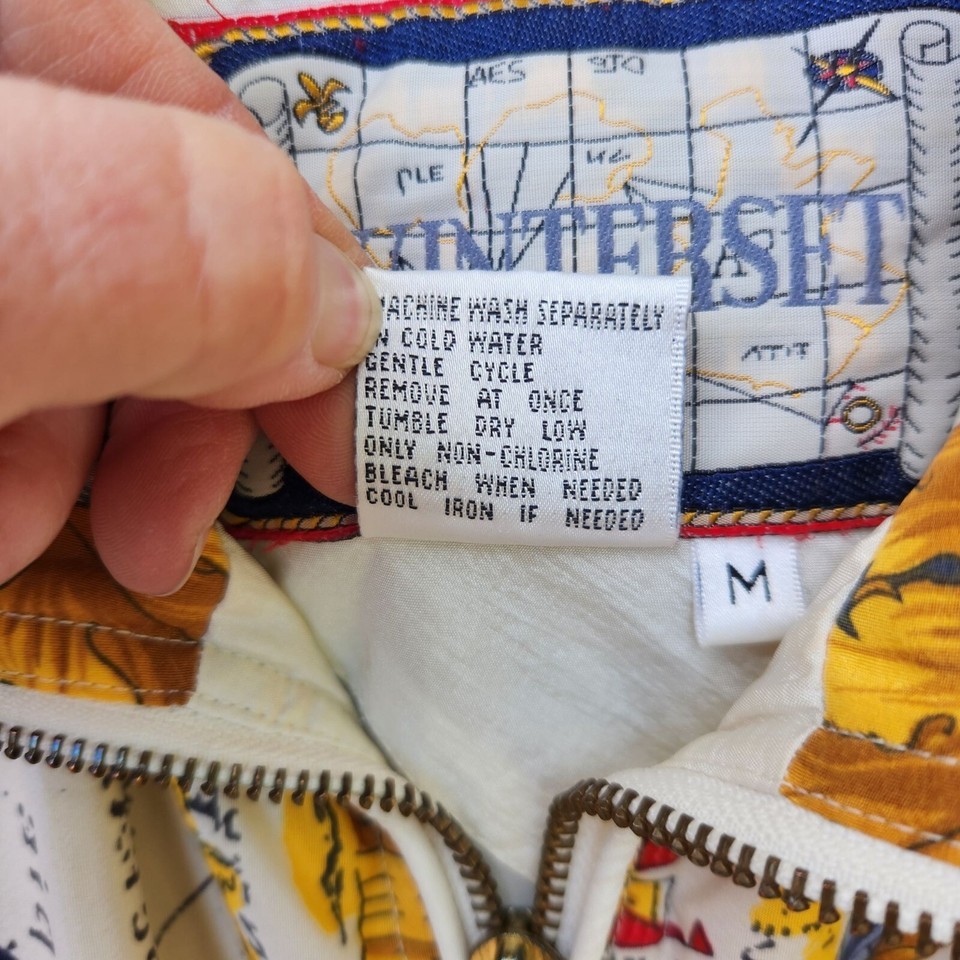 WINTERSET
MACHINE WASH SEPARATELY
IN COLD WATER
GENTLE CYCLE
REMOVE AT ONCE
TUMBLE DRY LOW
ONLY NON-CHLORINE
BLEACH WHEN NEEDED
COOL IRON IF NEEDED
M